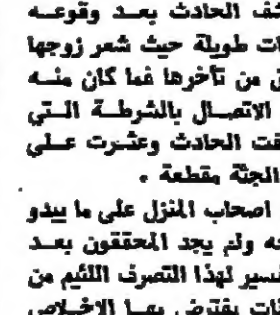 شف الحادث بعد وقوعه
ات طويلة حيث شعر زوجها
ق من تأخرها فما كان منه
الاتصال بالشرطة التي
قت الحادث وعثرت على
الجثة مقطعة .
اصحاب المنزل على ما يبدو
ه ولم يجد المحققون بعد
فسير لهذا التصرف اللئيم من
يفترض بها الاخلاص